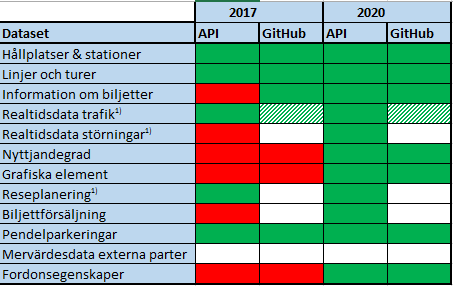 2017 2020
Dataset API GitHub API GitHub
Hållplatser & stationer
Linjer och turer
Information om biljetter
Realtidsdata trafik1)
Realtidsdata störningar1)
Nyttjandegrad
Grafiska element
Reseplanering1)
Biljettförsäljning
Pendelparkeringar
Mervärdesdata externa parter
Fordonsegenskaper